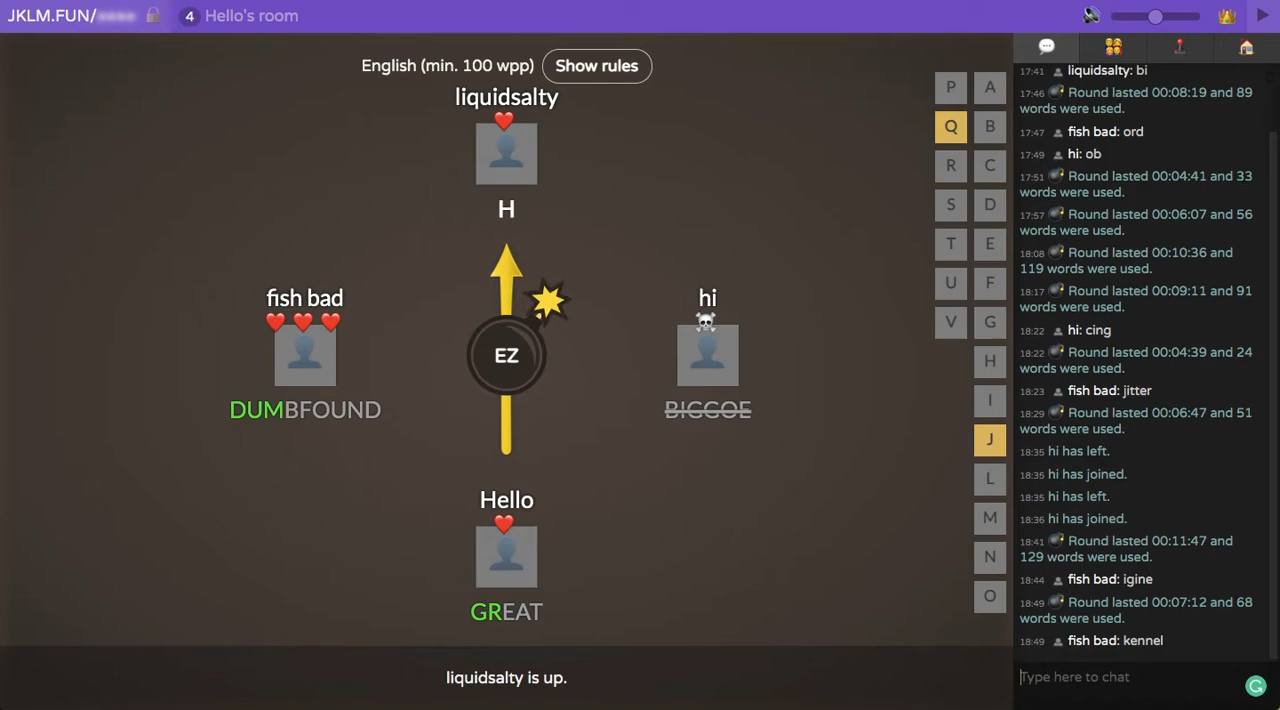 JKLM.FUN/
4 Hello's room
English (min. 100 wpp) Show rules
liquidsalty
H
fish bad
DUMBFOUND
EZ
hi
BIGGOE
Hello
GREAT
liquidsalty is up.
P A
Q B
R C
S D
T E
U F
V G
H
I
J
L
M
N
O
17:41 liquidsalty: bi
17:46 Round lasted 00:08:19 and 89
words were used.
17:47 fish bad: ord
17:49 hi: ob
17:51 Round lasted 00:04:41 and 33
words were used.
17:57 Round lasted 00:06:07 and 56
words were used.
18:08 Round lasted 00:10:36 and
119 words were used.
18:17 Round lasted 00:09:11 and 91
words were used.
18:22 hi: cing
18:22 Round lasted 00:04:39 and 24
words were used.
18:23 fish bad: jitter
18:29 Round lasted 00:06:47 and 51
words were used.
18:35 hi has left.
18:35 hi has joined.
18:35 hi has left.
18:36 hi has joined.
18:41 Round lasted 00:11:47 and
129 words were used.
18:44 fish bad: igine
18:49 Round lasted 00:07:12 and 68
words were used.
18:49 fish bad: kennel
Type here to chat